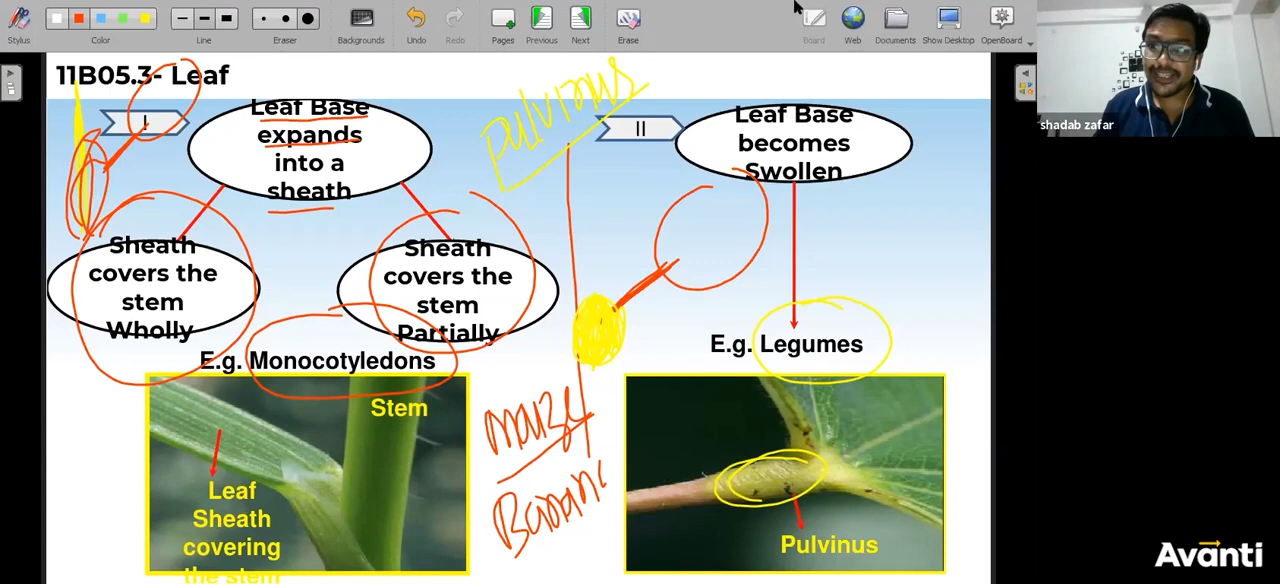 Stylus
Color
Line
Eraser
Backgrounds
Undo
Redo
Pages
Previous
Next
Erase
Board
Web
Documents
Show Desktop
OpenBoard
shadab zafar
11B05.3- Leaf
I
Leaf Base
expands
into a
sheath
pulvinus
II
Leaf Base
becomes
Swollen
Sheath
covers the
stem
Wholly
Sheath
covers the
stem
Partially
E.g. Monocotyledons
E.g. Legumes
Stem
Leaf
Sheath
covering
the stem
maize
Banana
Pulvinus
Avanti